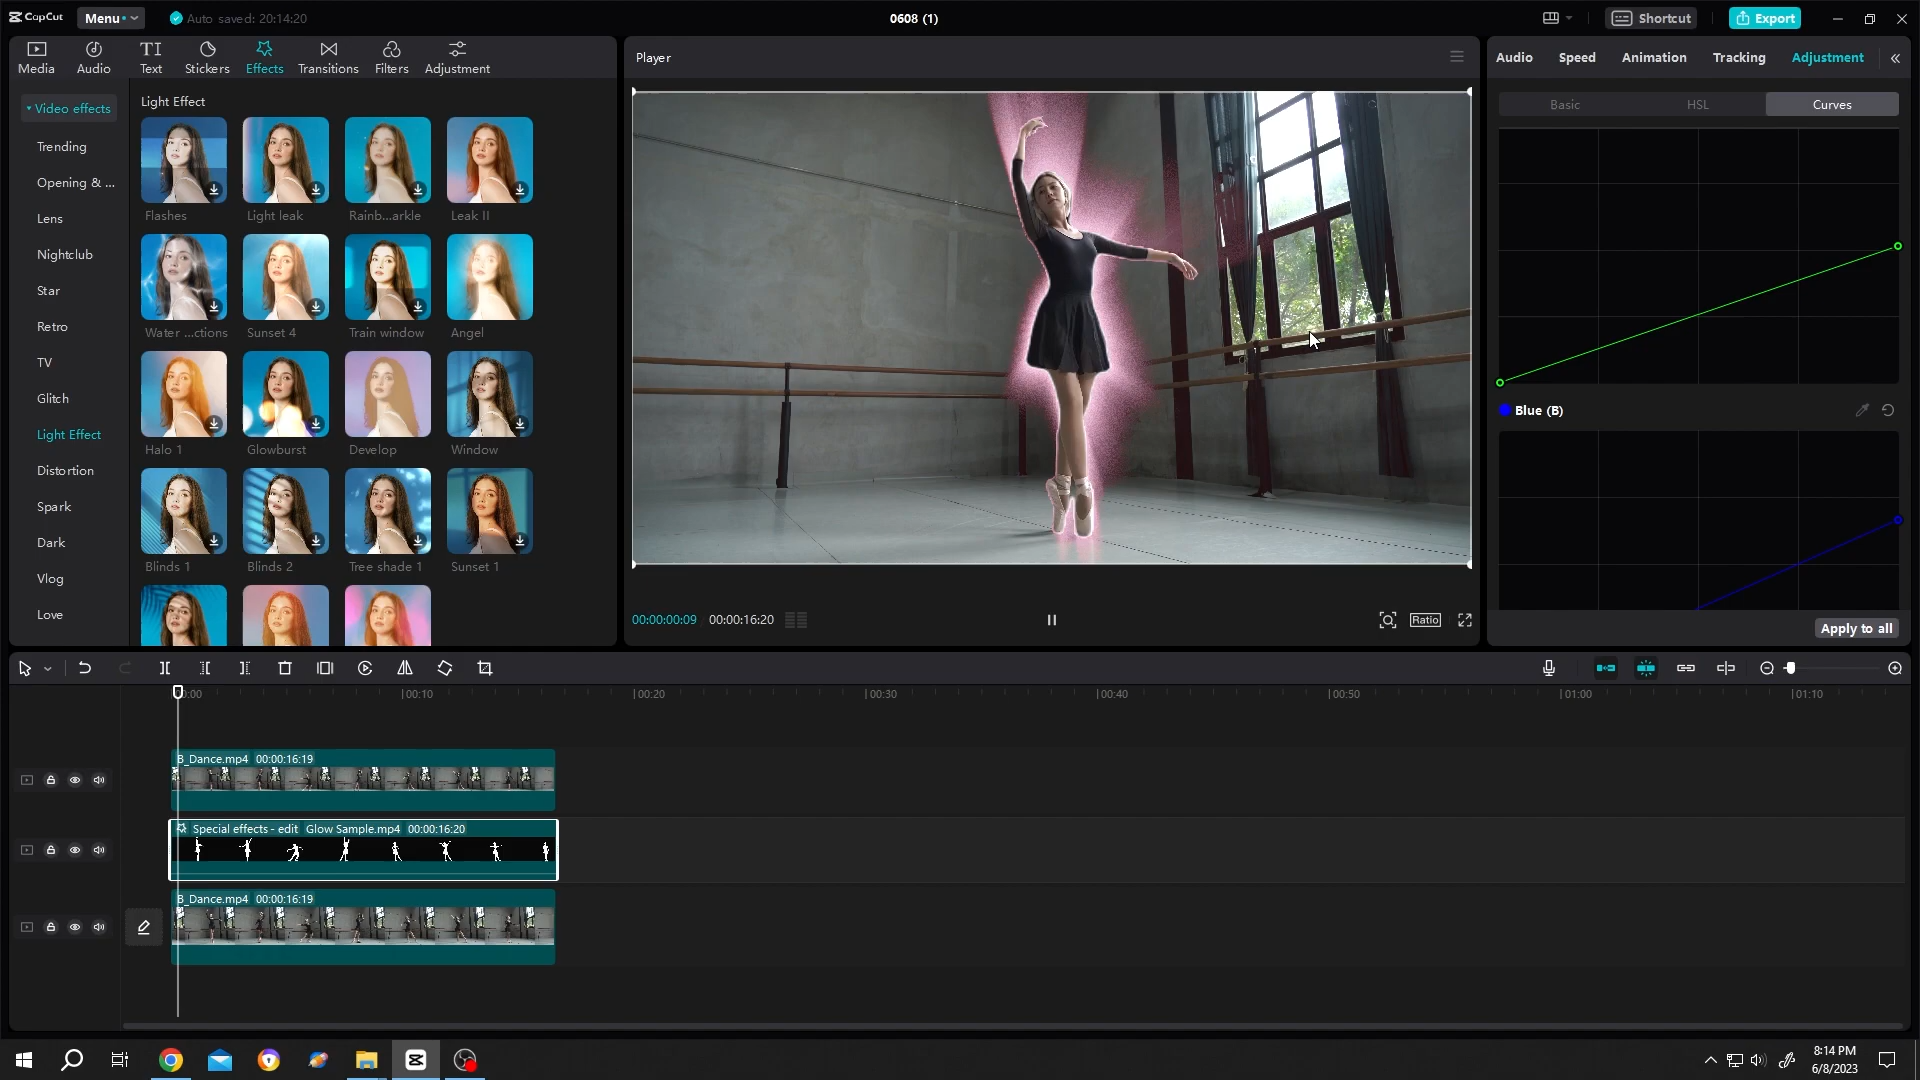 CapCut
Menu
Auto saved: 20:14:20
0608 (1)
Shortcut
Export
Media
Audio
TI
Text
Stickers
Effects
Transitions
Filters
Adjustment
Player
Audio
Speed
Animation
Tracking
Adjustment
Video effects
Trending
Opening & ...
Lens
Nightclub
Star
Retro
TV
Glitch
Light Effect
Distortion
Spark
Dark
Vlog
Love
Light Effect
Flashes
Light leak
Rainb...arkle
Leak II
Water ...ctions
Sunset 4
Train window
Angel
Halo 1
Glowburst
Develop
Window
Blinds 1
Blinds 2
Tree shade 1
Sunset 1
00:00:00:09
00:00:16:20
Ratio
Basic
HSL
Curves
Blue (B)
Apply to all
00:00
00:10
00:20
00:30
00:40
00:50
01:00
01:10
B_Dance.mp4 00:00:16:19
Special effects - edit Glow Sample.mp4 00:00:16:20
B_Dance.mp4 00:00:16:19
8:14 PM
6/8/2023